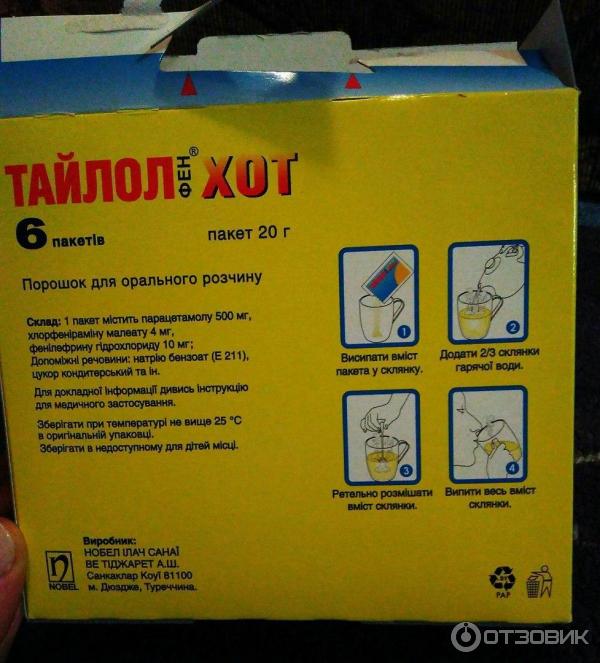 ТАЙЛОЛ ФЕН® ХОТ
6 пакетів
пакет 20 г
Порошок для орального розчину
Склад: 1 пакет містить парацетамолу 500 мг,
хлорфеніраміну малеату 4 мг,
фенілефрину гідрохлориду 10 мг;
Допоміжні речовини: натрію бензоат (Е 211),
цукор кондитерський та ін.
Для докладної інформації дивись інструкцію
для медичного застосування.
Зберігати при температурі не вище 25 °C
в оригінальній упаковці.
Зберігати в недоступному для дітей місці.
1
Висипати вміст
пакета у склянку.
2
Додати 2/3 склянки
гарячої води.
3
Ретельно розмішати
вміст склянки.
4
Випити весь вміст
склянки.
Виробник:
НОБЕЛ ІЛАЧ САНАЇ
ВЕ ТІДЖАРЕТ А.Ш.
Санкаклар Коуї 81100
м. Дюздже, Туреччина.
n
NOBEL
PAP
ОТЗОВИК